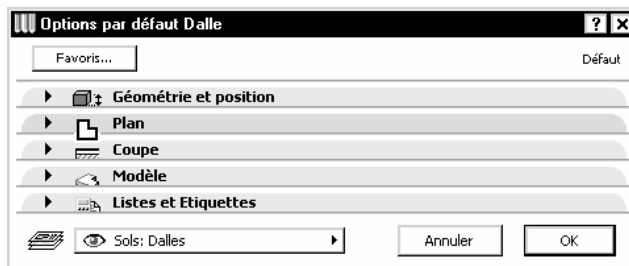 Options par défaut Dalle
? X
Favoris...
Défaut
Géométrie et position
Plan
Coupe
Modèle
Listes et Etiquettes
Sols: Dalles
Annuler
OK